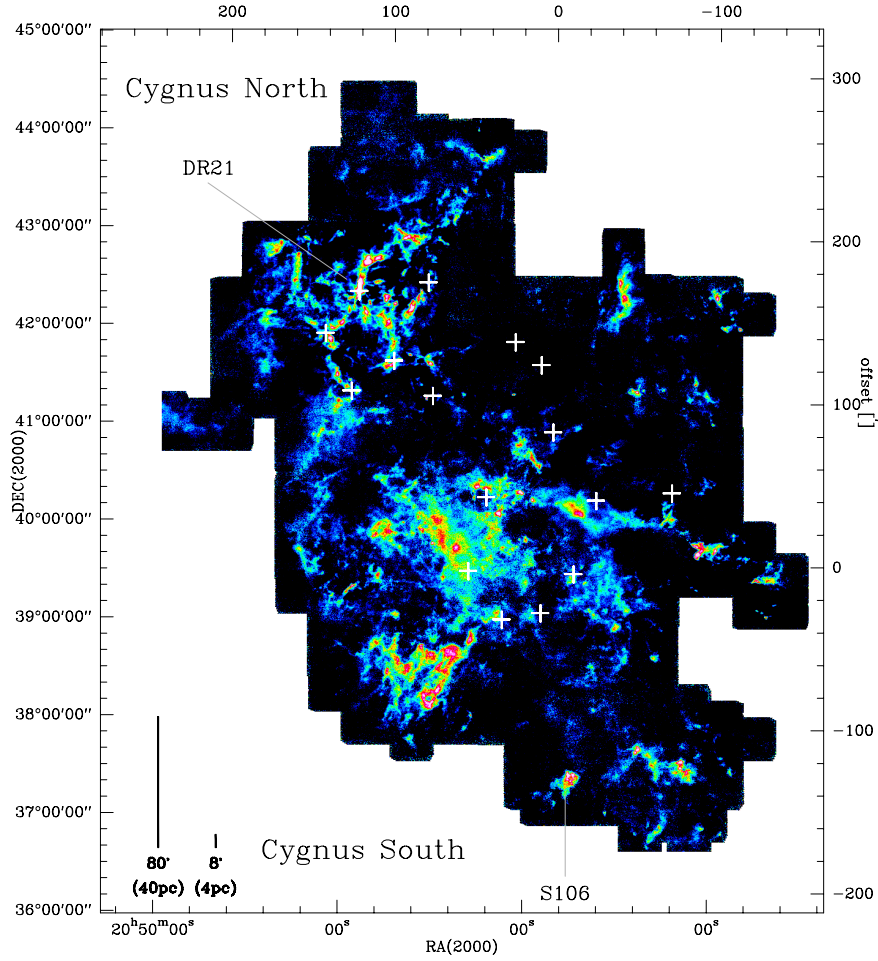 200 100 0 −100
45°00′00″
Cygnus North
300
44°00′00″
DR21
43°00′00″
200
42°00′00″
41°00′00″
100
offset [′]
DEC(2000)
40°00′00″
0
39°00′00″
38°00′00″
−100
37°00′00″
80′ 8′
(40pc) (4pc)
Cygnus South
S106
−200
36°00′00″
20h50m00s 00s 00s 00s
RA(2000)